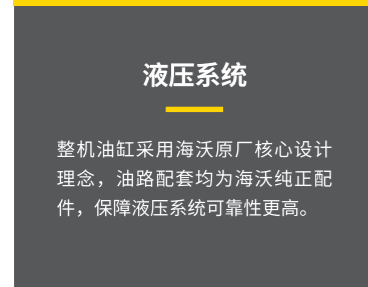 液压系统
整机油缸采用海沃原厂核心设计
理念，油路配套均为海沃纯正配
件，保障液压系统可靠性更高。